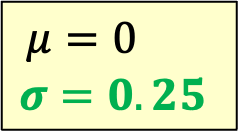 μ = 0
σ = 0.25